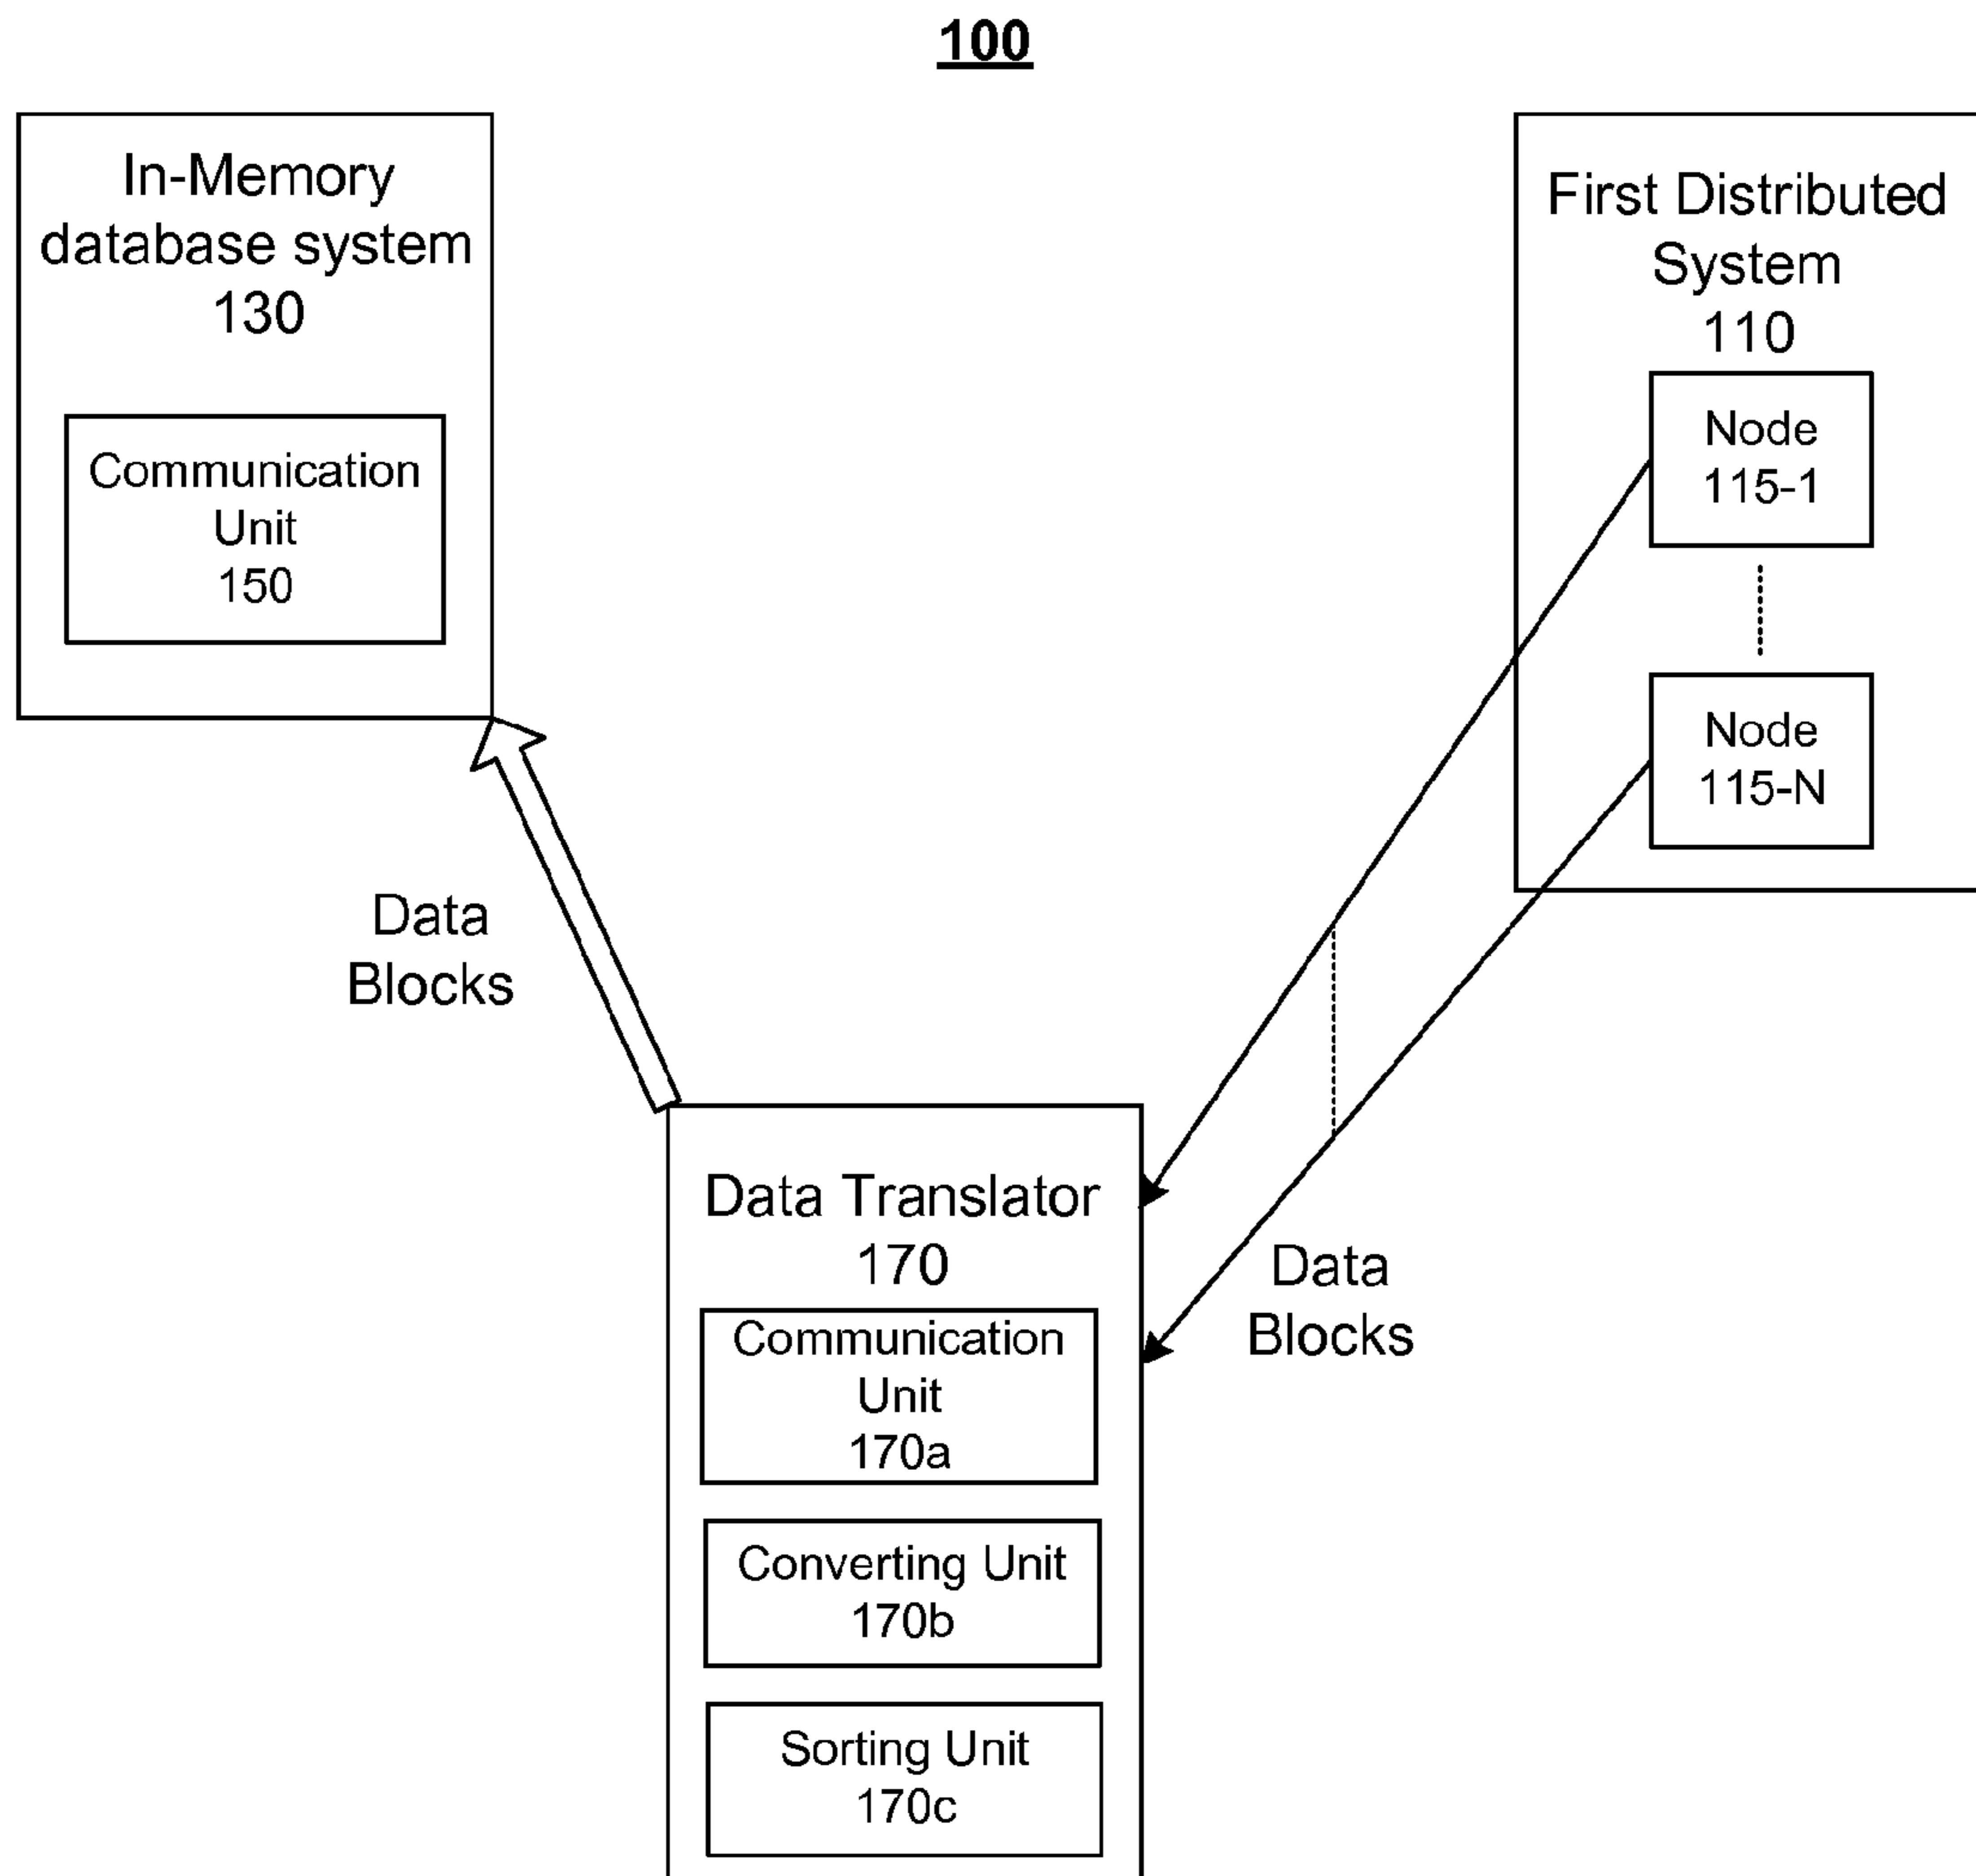 100
In-Memory
database system
130
Communication
Unit
150
First Distributed
System
110
Node
115-1
Node
115-N
Data
Blocks
Data Translator
170
Communication
Unit
170a
Converting Unit
170b
Sorting Unit
170c
Data
Blocks